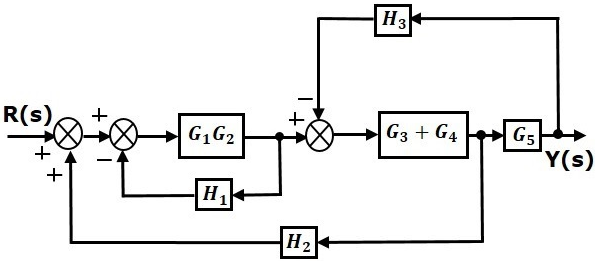 H₃
−
R(s)
+
+
−
G₁G₂
+
G₃ + G₄
G₅
+
+
Y(s)
H₁
H₂